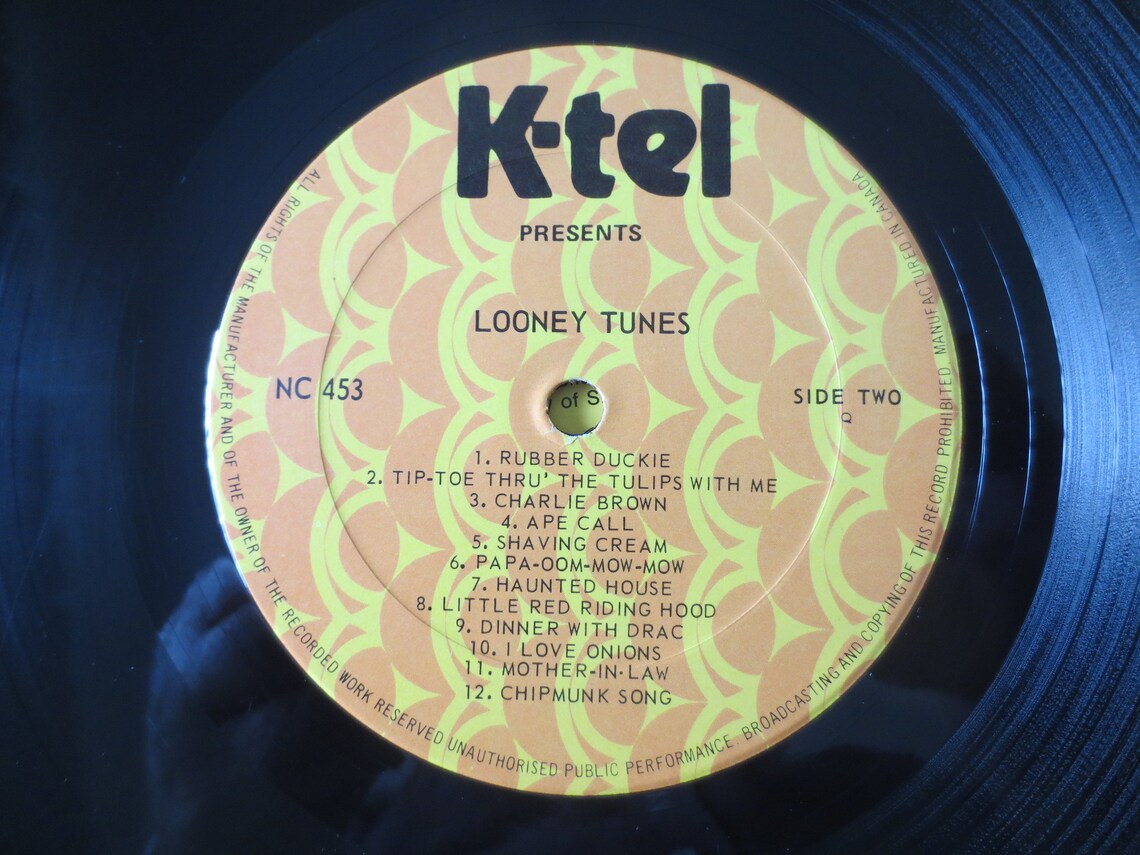 K-tel
PRESENTS
LOONEY TUNES
NC 453
SIDE TWO
D
of S
1. RUBBER DUCKIE
2. TIP-TOE THRU' THE TULIPS WITH ME
3. CHARLIE BROWN
4. APE CALL
5. SHAVING CREAM
6. PAPA-OOM-MOW-MOW
7. HAUNTED HOUSE
8. LITTLE RED RIDING HOOD
9. DINNER WITH DRAC
10. I LOVE ONIONS
11. MOTHER-IN-LAW
12. CHIPMUNK SONG
ALL RIGHTS OF THE MANUFACTURER AND OF THE OWNER OF THE RECORDED WORK RESERVED UNAUTHORISED PUBLIC PERFORMANCE. BROADCASTING AND COPYING OF THIS RECORD PROHIBITED. MANUFACTURED IN CANADA